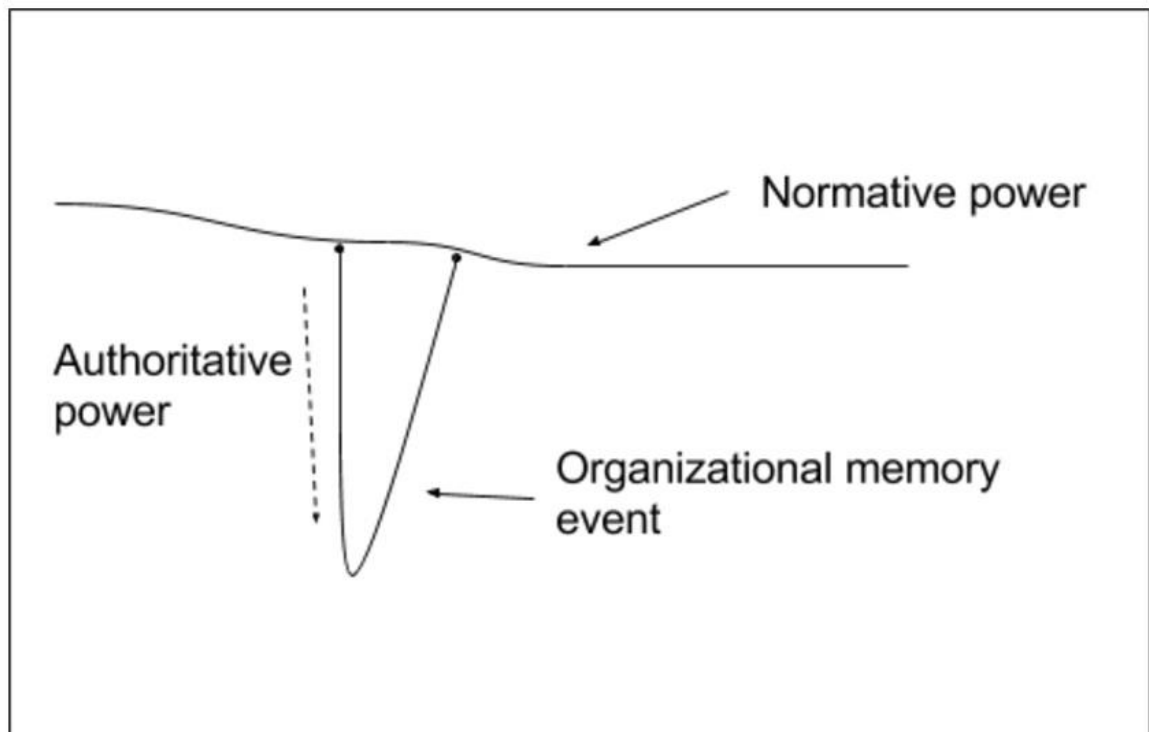 Normative power
Authoritative
power
Organizational memory
event